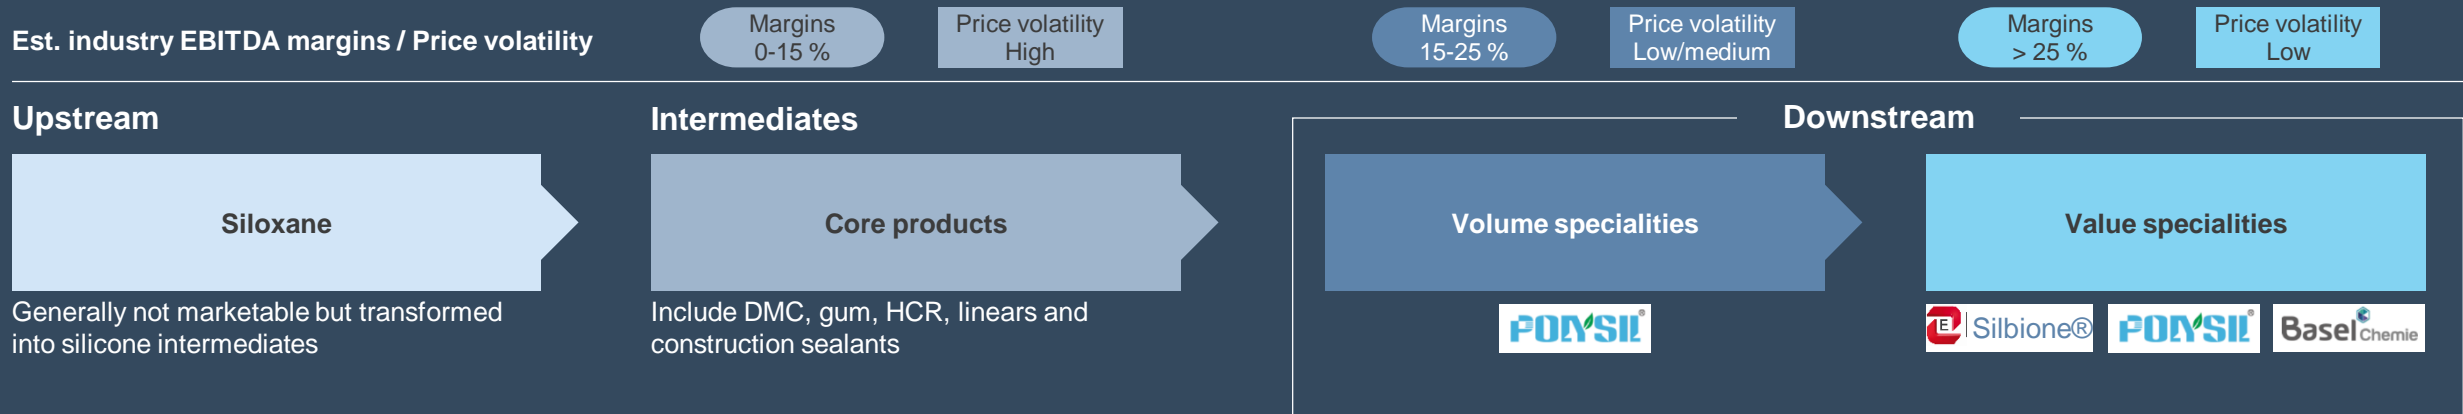 Est. industry EBITDA margins / Price volatility
Margins
0-15 %
Price volatility
High
Margins
15-25 %
Price volatility
Low/medium
Margins
> 25 %
Price volatility
Low
Upstream
Intermediates
Downstream
Siloxane
Core products
Volume specialities
Value specialities
Generally not marketable but transformed
into silicone intermediates
Include DMC, gum, HCR, linears and
construction sealants
POLYSIL®
E Silbione®
POLYSIL®
Basel Chemie